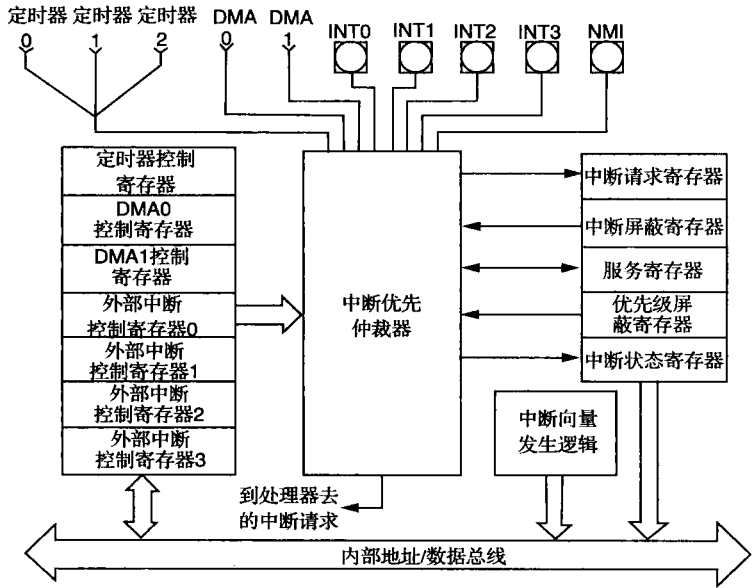 定时器 定时器 定时器 DMA DMA
0 1 2 0 1
INT0 INT1 INT2 INT3 NMI
定时器控制
寄存器
DMA0
控制寄存器
DMA1控制
寄存器
外部中断
控制寄存器0
外部中断
控制寄存器1
外部中断
控制寄存器2
外部中断
控制寄存器3
中断优先
仲裁器
中断请求寄存器
中断屏蔽寄存器
服务寄存器
优先级屏
蔽寄存器
中断状态寄存器
中断向量
发生逻辑
到处理器去
的中断请求
内部地址/数据总线